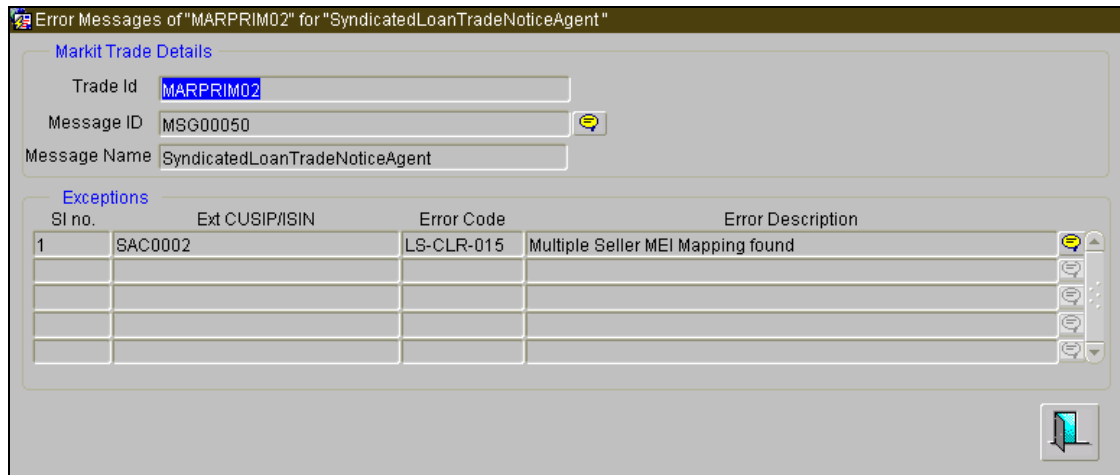 Error Messages of "MARPRIM02" for "SyndicatedLoanTradeNoticeAgent"
Markit Trade Details
Trade Id MARPRIM02
Message ID MSG00050
Message Name SyndicatedLoanTradeNoticeAgent
Exceptions
Sl no. Ext CUSIP/ISIN Error Code Error Description
1 SAC0002 LS-CLR-015 Multiple Seller MEI Mapping found